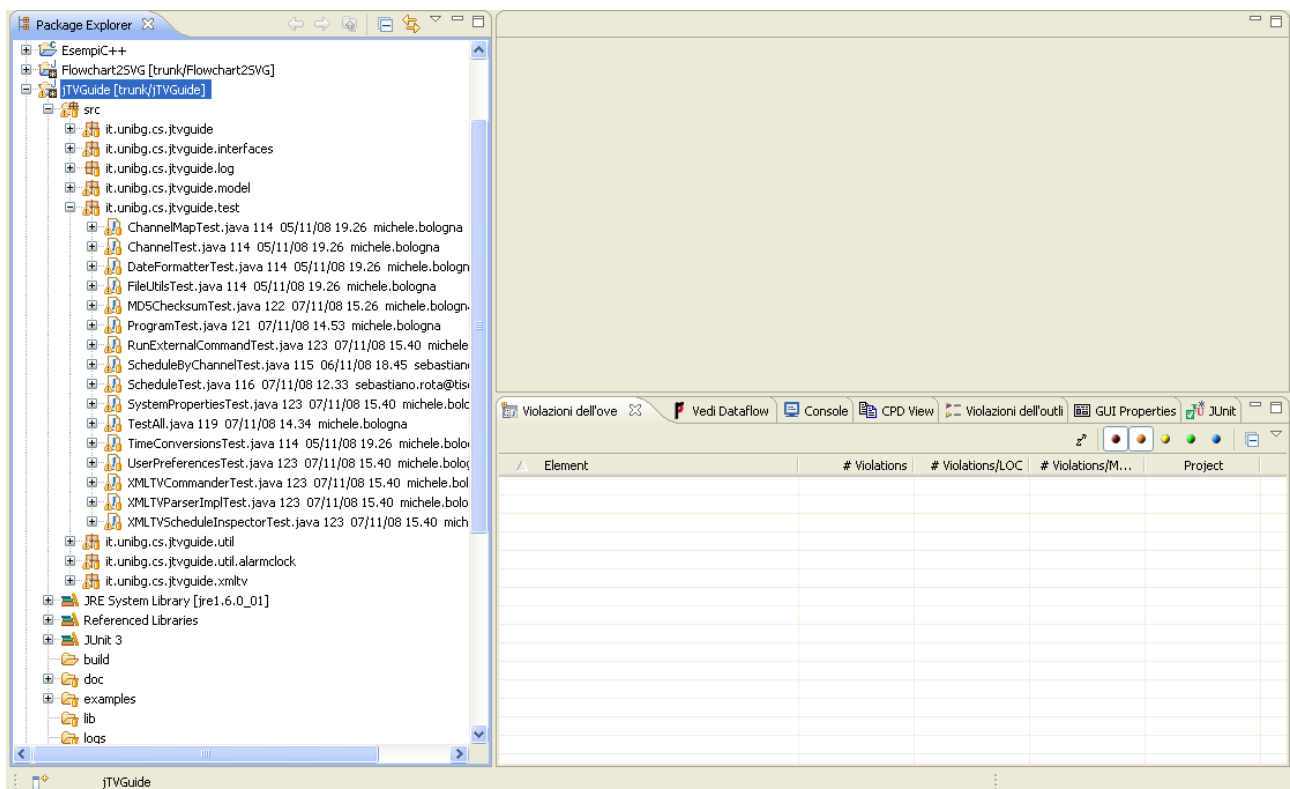 Package Explorer
EsempiC++
Flowchart2SVG [trunk/Flowchart2SVG]
jTVGuide [trunk/jTVGuide]
src
it.unibg.cs.jtvguide
it.unibg.cs.jtvguide.interfaces
it.unibg.cs.jtvguide.log
it.unibg.cs.jtvguide.model
it.unibg.cs.jtvguide.test
ChannelMapTest.java 114 05/11/08 19.26 michele.bologna
ChannelTest.java 114 05/11/08 19.26 michele.bologna
DateFormatterTest.java 114 05/11/08 19.26 michele.bologn
FileUtilsTest.java 114 05/11/08 19.26 michele.bologna
MD5ChecksumTest.java 122 07/11/08 15.26 michele.bologn
ProgramTest.java 121 07/11/08 14.53 michele.bologna
RunExternalCommandTest.java 123 07/11/08 15.40 michele
ScheduleByChannelTest.java 115 06/11/08 18.45 sebastian
ScheduleTest.java 116 07/11/08 12.33 sebastiano.rota@tis
SystemPropertiesTest.java 123 07/11/08 15.40 michele.bolo
TestAll.java 119 07/11/08 14.34 michele.bologna
TimeConversionsTest.java 114 05/11/08 19.26 michele.bolo
UserPreferencesTest.java 123 07/11/08 15.40 michele.bolo
XMLTVCommanderTest.java 123 07/11/08 15.40 michele.bol
XMLTVParserImplTest.java 123 07/11/08 15.40 michele.bolo
XMLTVScheduleInspectorTest.java 123 07/11/08 15.40 mich
it.unibg.cs.jtvguide.util
it.unibg.cs.jtvguide.util.alarmclock
it.unibg.cs.jtvguide.xmltv
JRE System Library [jre1.6.0_01]
Referenced Libraries
JUnit 3
build
doc
examples
lib
logs
Violazioni dell'ove Vedi Dataflow Console CPD View Violazioni dell'outli GUI Properties JUnit
Element # Violations # Violations/LOC # Violations/M... Project
jTVGuide